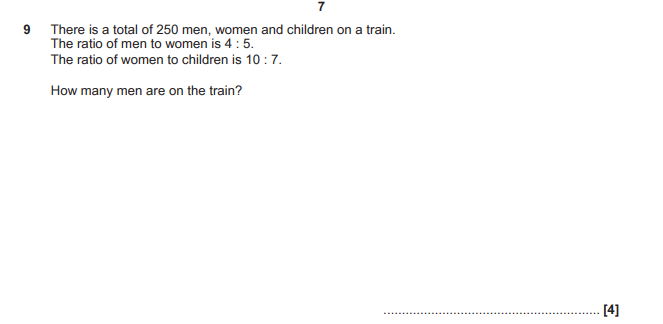 7
9 There is a total of 250 men, women and children on a train.
The ratio of men to women is 4 : 5.
The ratio of women to children is 10 : 7.
How many men are on the train?
............................................................ [4]